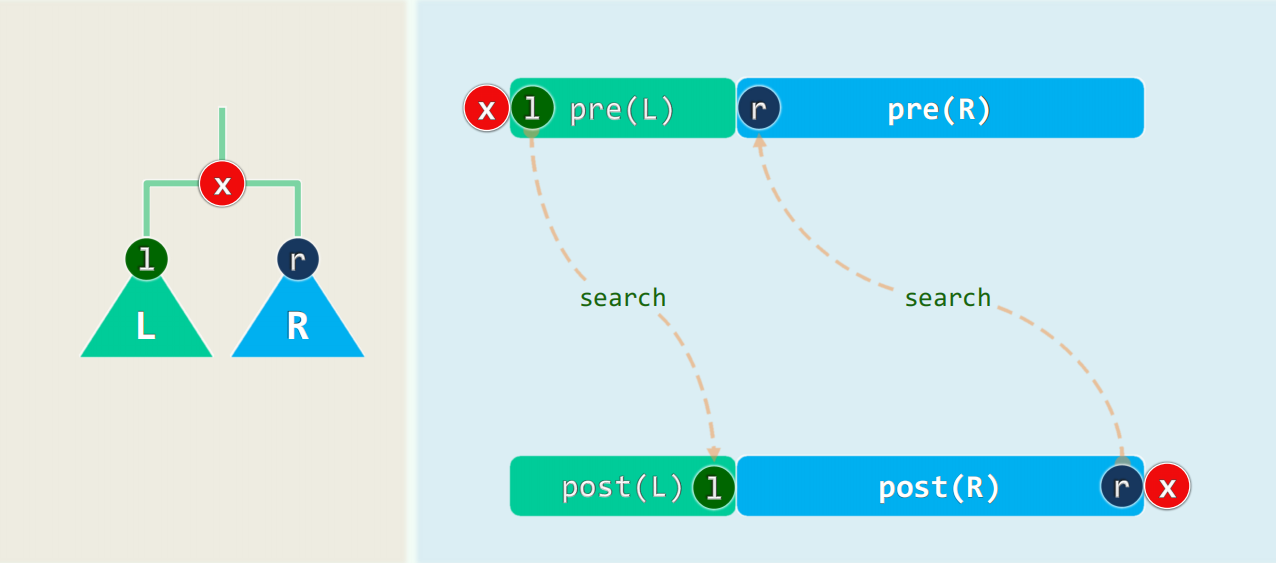 x
l r
L R
x l pre(L) r pre(R)
search search
post(L) l post(R) r x